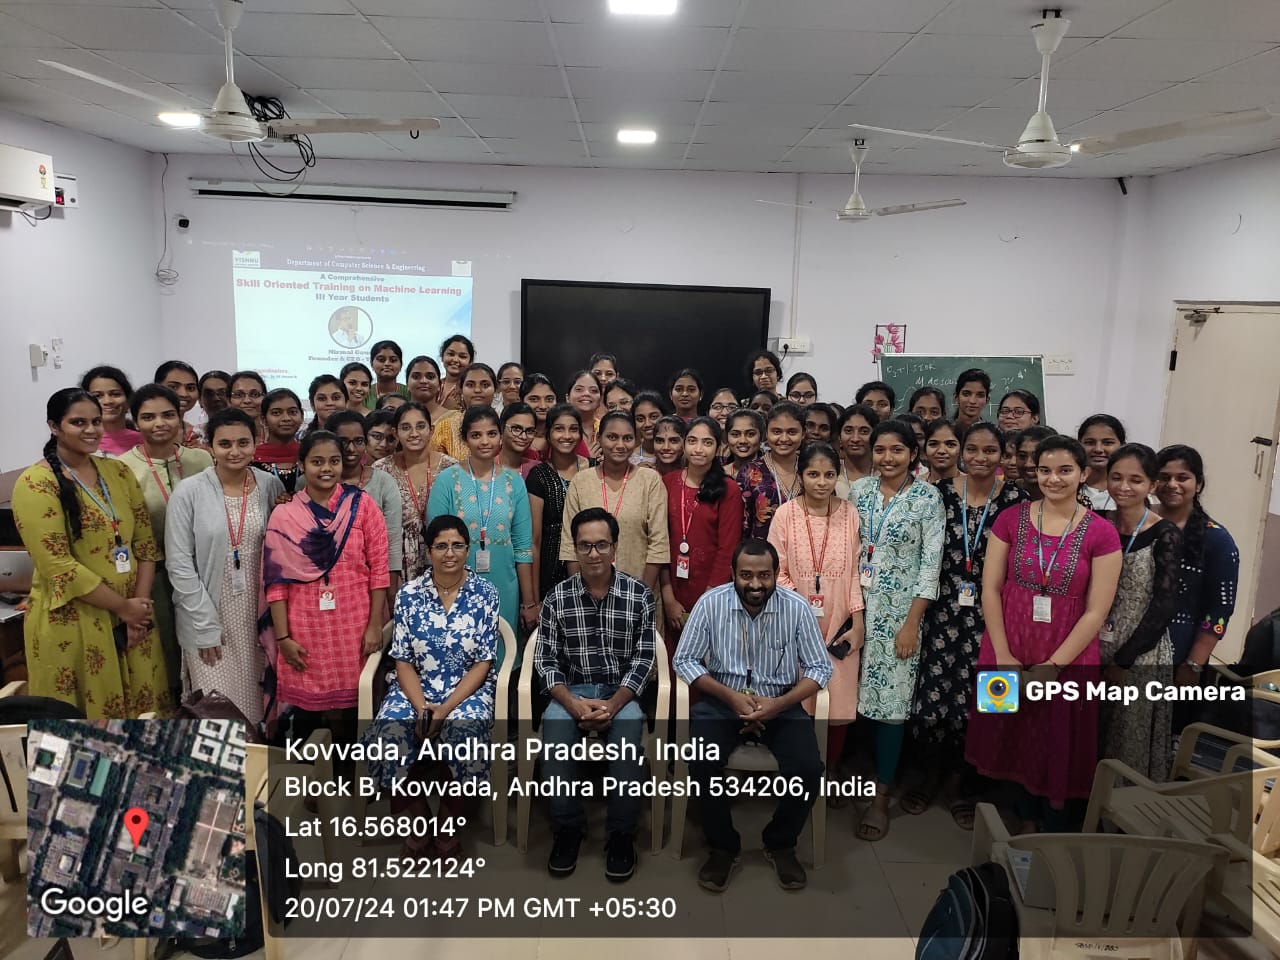 VISHNU
Department of Computer Science & Engineering
A Comprehensive
Skill Oriented Training on Machine Learning
III Year Students
Nirmal
Founder & CEO -
GPS Map Camera
Kovvada, Andhra Pradesh, India
Block B, Kovvada, Andhra Pradesh 534206, India
Lat 16.568014°
Long 81.522124°
20/07/24 01:47 PM GMT +05:30
Google